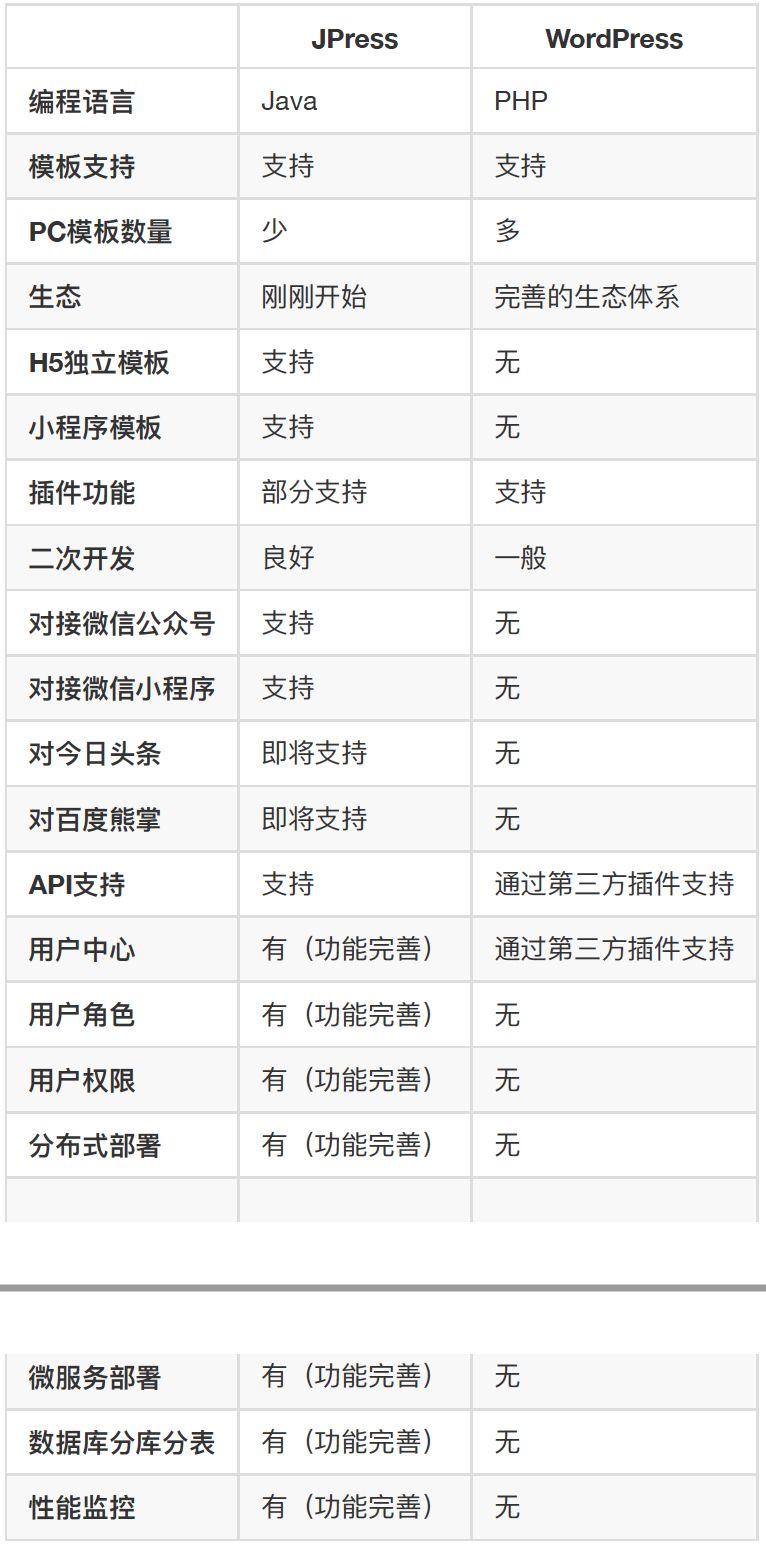 JPress WordPress
编程语言 Java PHP
模板支持 支持 支持
PC模板数量 少 多
生态 刚刚开始 完善的生态体系
H5独立模板 支持 无
小程序模板 支持 无
插件功能 部分支持 支持
二次开发 良好 一般
对接微信公众号 支持 无
对接微信小程序 支持 无
对今日头条 即将支持 无
对百度熊掌 即将支持 无
API支持 支持 通过第三方插件支持
用户中心 有（功能完善） 通过第三方插件支持
用户角色 有（功能完善） 无
用户权限 有（功能完善） 无
分布式部署 有（功能完善） 无
微服务部署 有（功能完善） 无
数据库分库分表 有（功能完善） 无
性能监控 有（功能完善） 无